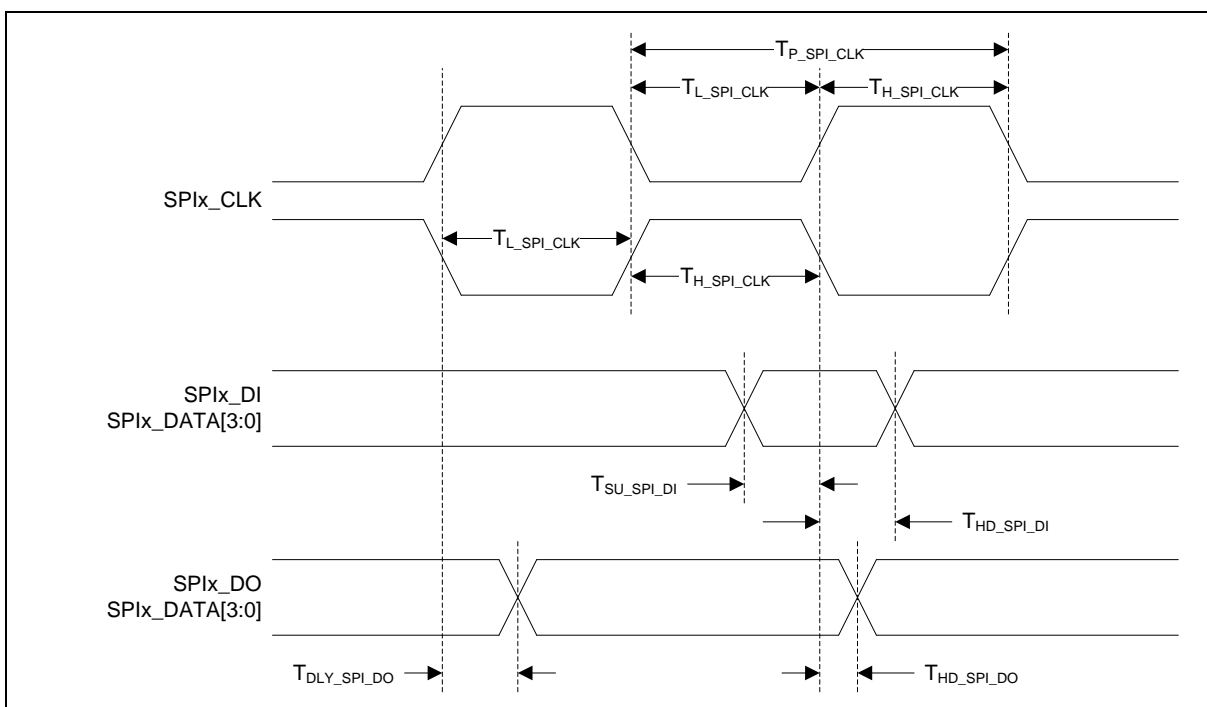 TP_SPI_CLK
TL_SPI_CLK
TH_SPI_CLK
SPIx_CLK
TL_SPI_CLK
TH_SPI_CLK
SPIx_DI
SPIx_DATA[3:0]
TSU_SPI_DI
THD_SPI_DI
SPIx_DO
SPIx_DATA[3:0]
TDLY_SPI_DO
THD_SPI_DO